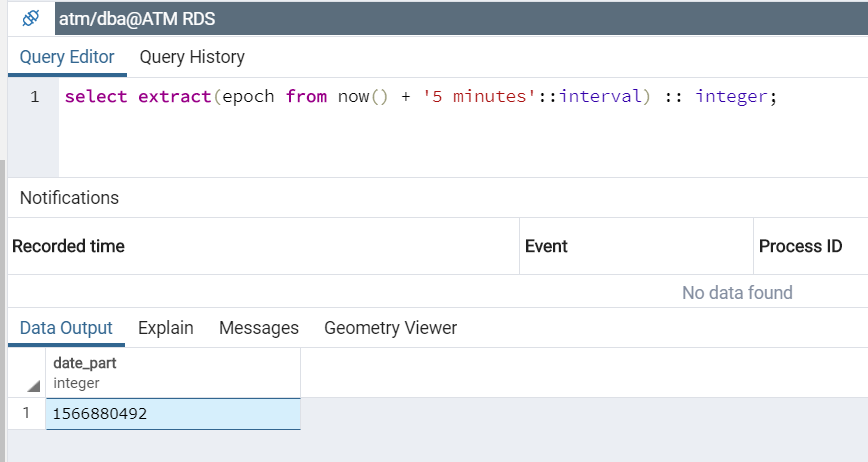 atm/dba@ATM RDS
Query Editor Query History
1 select extract(epoch from now() + '5 minutes'::interval) :: integer;
Notifications
Recorded time Event Process ID
No data found
Data Output Explain Messages Geometry Viewer
date_part
integer
1 1566880492